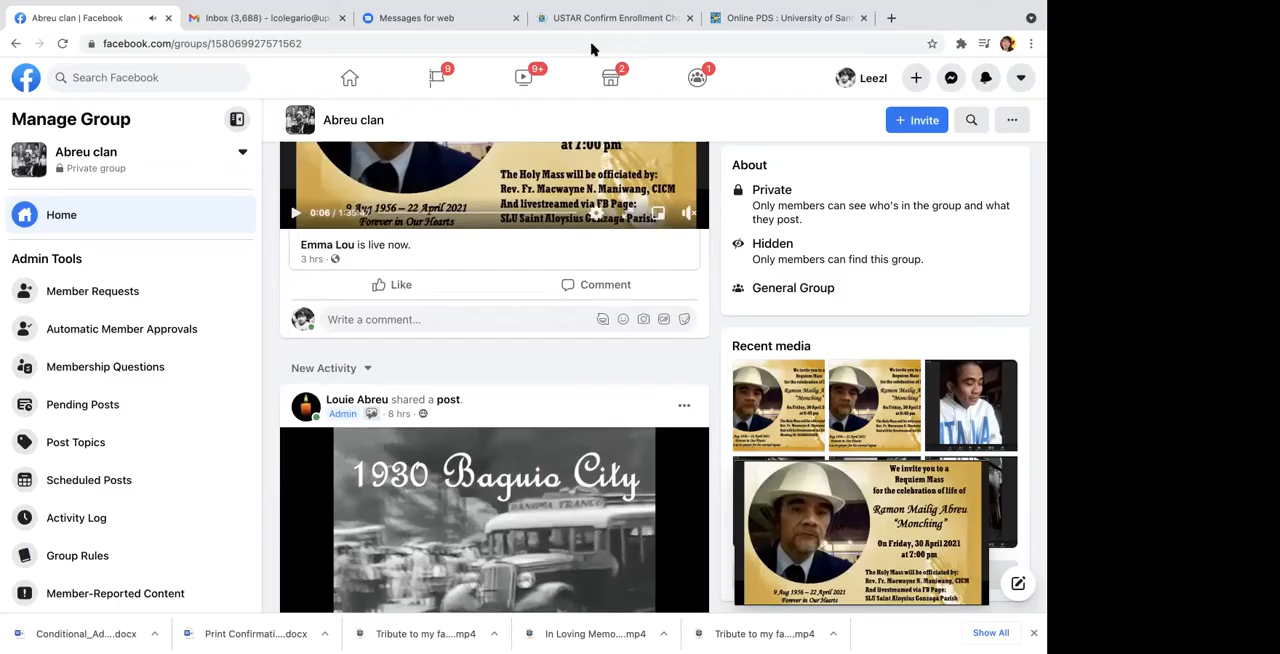 Abreu clan | Facebook
Inbox (3,688) - lcolegario@up
Messages for web
USTAR Confirm Enrollment Cho
Online PDS : University of San
facebook.com/groups/158069927571562
Search Facebook
9
9+
2
1
Leezl
Manage Group
Abreu clan
Private group
Home
Admin Tools
Member Requests
Automatic Member Approvals
Membership Questions
Pending Posts
Post Topics
Scheduled Posts
Activity Log
Group Rules
Member-Reported Content
Abreu clan
+ Invite
at 7:00 pm
The Holy Mass will be officiated by:
Rev. Fr. Macwayne N. Maniwang, CICM
And livestreamed via FB Page:
SLU Saint Aloysius Gonzaga Parish
9 Aug 1956 – 22 April 2021
Forever in Our Hearts
0:06 /
Emma Lou is live now.
3 hrs
Like
Comment
Write a comment...
New Activity
Louie Abreu shared a post.
Admin · 8 hrs ·
1930 Baguio City
DANGWA TRANCO
About
Private
Only members can see who's in the group and what
they post.
Hidden
Only members can find this group.
General Group
Recent media
We invite you to a
Requiem Mass
for the celebration of life of
Ramon Mailig Abreu
"Monching"
On Friday, 30 April 2021
at 7:00 pm
The Holy Mass will be officiated by:
Rev. Fr. Macwayne N. Maniwang, CICM
And livestreamed via FB Page:
SLU Saint Aloysius Gonzaga Parish
9 Aug 1956 – 22 April 2021
Forever in Our Hearts
Conditional_Ad....docx
Print Confirmati....docx
Tribute to my fa....mp4
In Loving Memo....mp4
Tribute to my fa....mp4
Show All